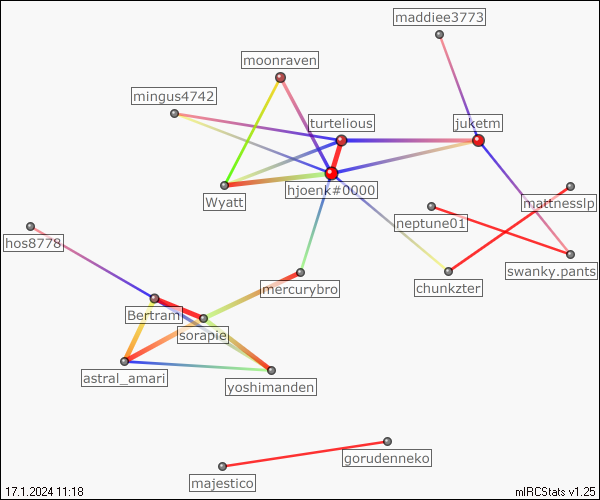 maddiee3773
moonraven
mingus4742
turtelious
juketm
hjoenk#0000
Wyatt
mattnesslp
neptune01
hos8778
swanky.pants
mercurybro
chunkzter
Bertram
sorapie
astral_amari
yoshimanden
gorudenneko
majestico
17.1.2024 11:18
mIRCStats v1.25